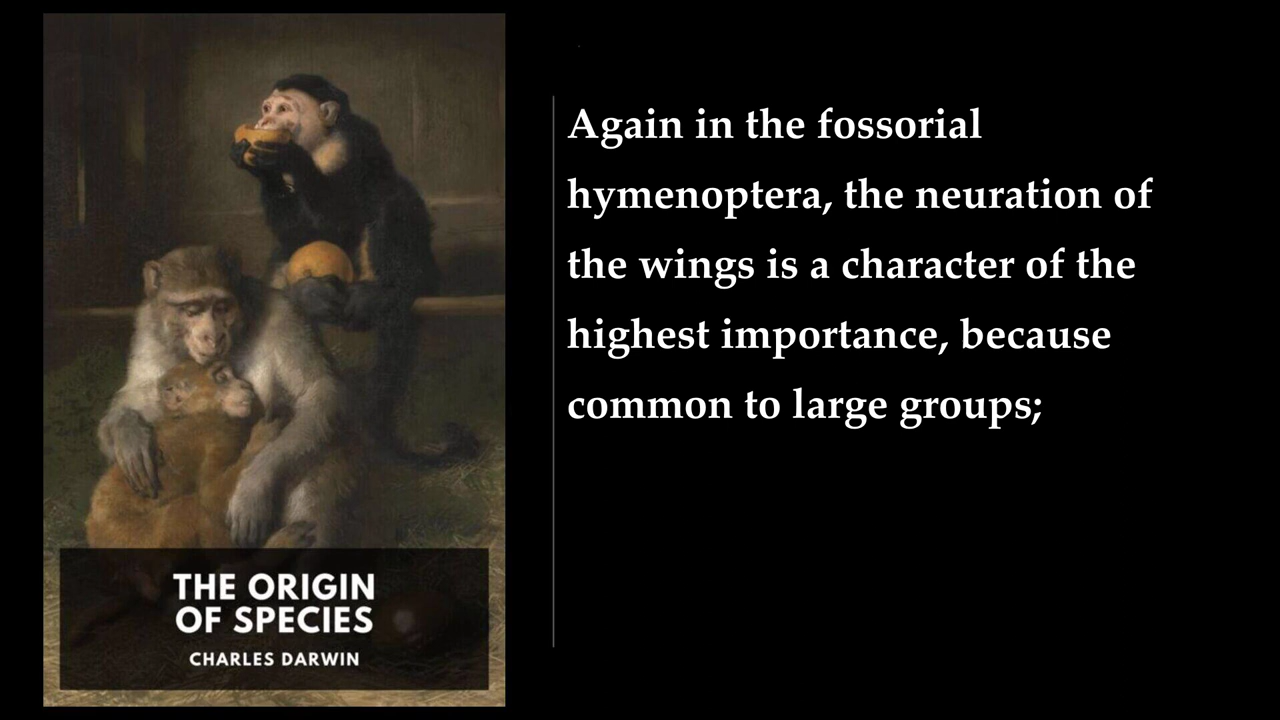 Again in the fossorial
hymenoptera, the neuration of
the wings is a character of the
highest importance, because
common to large groups;
THE ORIGIN
OF SPECIES
CHARLES DARWIN